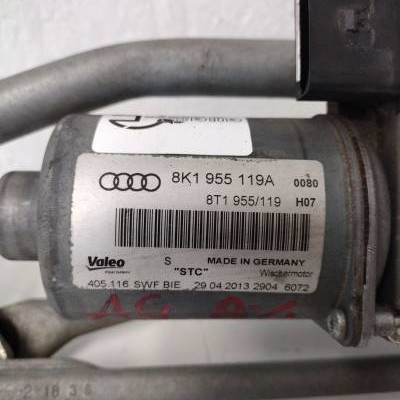 8K1 955 119A 0080
8T1 955/119 H07
Valeo S MADE IN GERMANY
"STC" Wischermotor
405.116 SWF BIE 29 04 2013 2904 6072